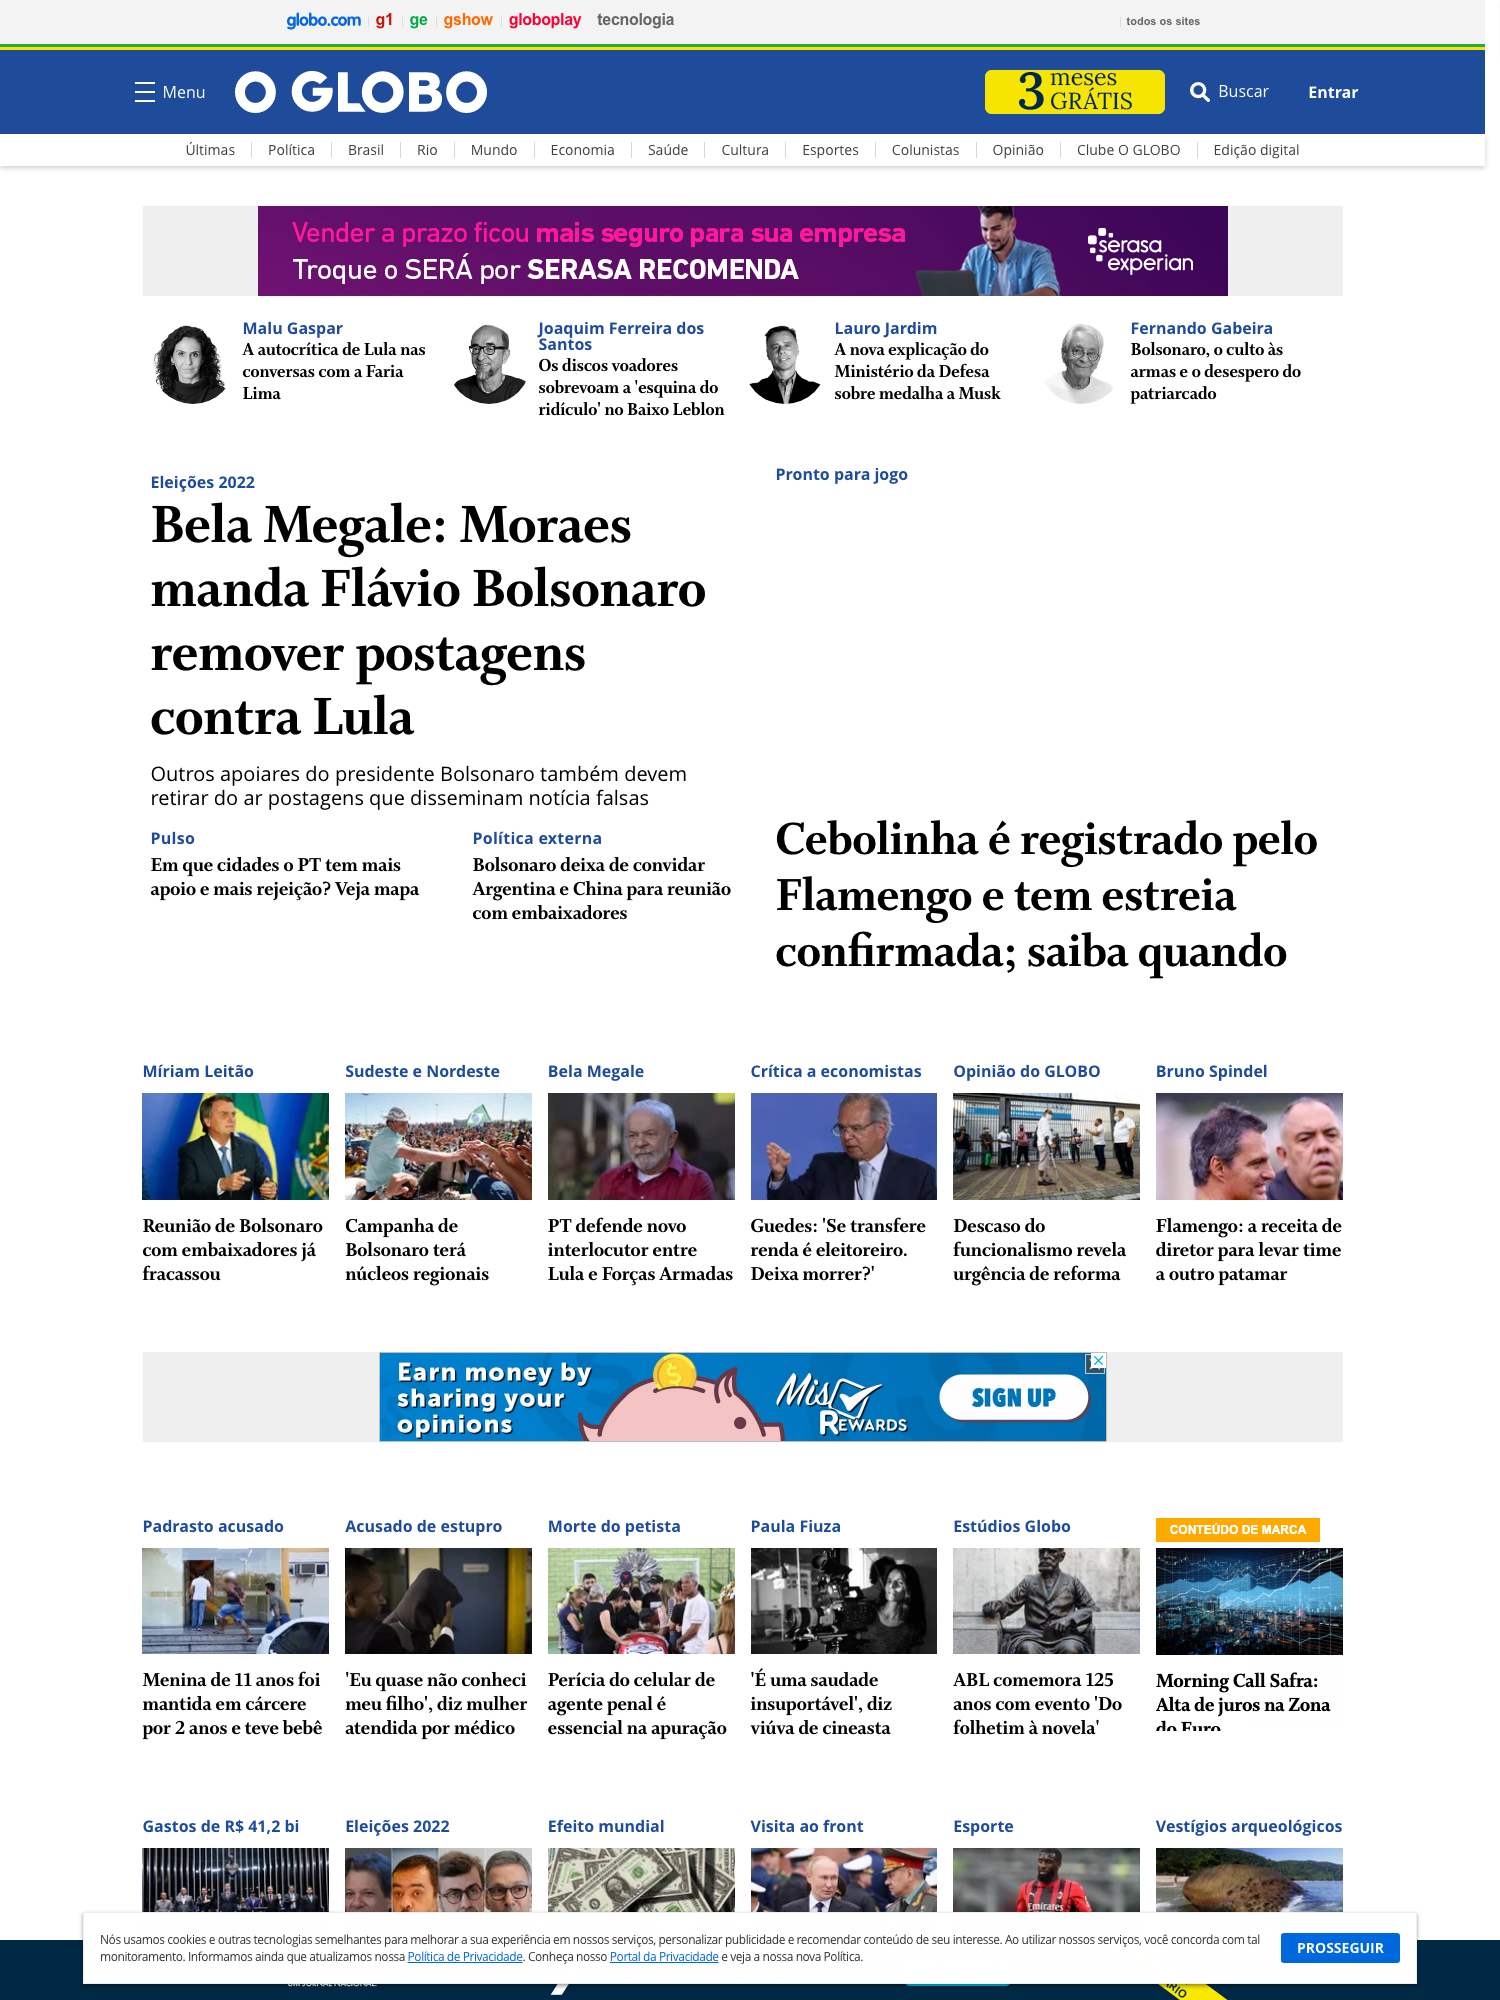 globo.com g1 ge gshow globoplay tecnologia todos os sites
Menu O GLOBO 3 meses GRÁTIS Buscar Entrar
Últimas Política Brasil Rio Mundo Economia Saúde Cultura Esportes Colunistas Opinião Clube O GLOBO Edição digital
Vender a prazo ficou mais seguro para sua empresa
Troque o SERÁ por SERASA RECOMENDA
serasa
experian
Malu Gaspar
A autocrítica de Lula nas
conversas com a Faria
Lima
Joaquim Ferreira dos
Santos
Os discos voadores
sobrevoam a 'esquina do
ridículo' no Baixo Leblon
Lauro Jardim
A nova explicação do
Ministério da Defesa
sobre medalha a Musk
Fernando Gabeira
Bolsonaro, o culto às
armas e o desespero do
patriarcado
Eleições 2022
Bela Megale: Moraes
manda Flávio Bolsonaro
remover postagens
contra Lula
Outros apoiares do presidente Bolsonaro também devem
retirar do ar postagens que disseminam notícia falsas
Pulso
Em que cidades o PT tem mais
apoio e mais rejeição? Veja mapa
Política externa
Bolsonaro deixa de convidar
Argentina e China para reunião
com embaixadores
Pronto para jogo
Cebolinha é registrado pelo
Flamengo e tem estreia
confirmada; saiba quando
Míriam Leitão
Reunião de Bolsonaro
com embaixadores já
fracassou
Sudeste e Nordeste
Campanha de
Bolsonaro terá
núcleos regionais
Bela Megale
PT defende novo
interlocutor entre
Lula e Forças Armadas
Crítica a economistas
Guedes: 'Se transfere
renda é eleitoreiro.
Deixa morrer?'
Opinião do GLOBO
Descaso do
funcionalismo revela
urgência de reforma
Bruno Spindel
Flamengo: a receita de
diretor para levar time
a outro patamar
Earn money by
sharing your
opinions
Mis
REWARDS
SIGN UP
Padrasto acusado
Menina de 11 anos foi
mantida em cárcere
por 2 anos e teve bebê
Acusado de estupro
'Eu quase não conheci
meu filho', diz mulher
atendida por médico
Morte do petista
Perícia do celular de
agente penal é
essencial na apuração
Paula Fiuza
'É uma saudade
insuportável', diz
viúva de cineasta
Estúdios Globo
ABL comemora 125
anos com evento 'Do
folhetim à novela'
CONTEÚDO DE MARCA
Morning Call Safra:
Alta de juros na Zona
do Euro
Gastos de R$ 41,2 bi
Eleições 2022
Efeito mundial
Visita ao front
Esporte
Emirates
Vestígios arqueológicos
Nós usamos cookies e outras tecnologias semelhantes para melhorar a sua experiência em nossos serviços, personalizar publicidade e recomendar conteúdo de seu interesse. Ao utilizar nossos serviços, você concorda com tal
monitoramento. Informamos ainda que atualizamos nossa Política de Privacidade. Conheça nosso Portal da Privacidade e veja a nossa nova Política.
PROSSEGUIR